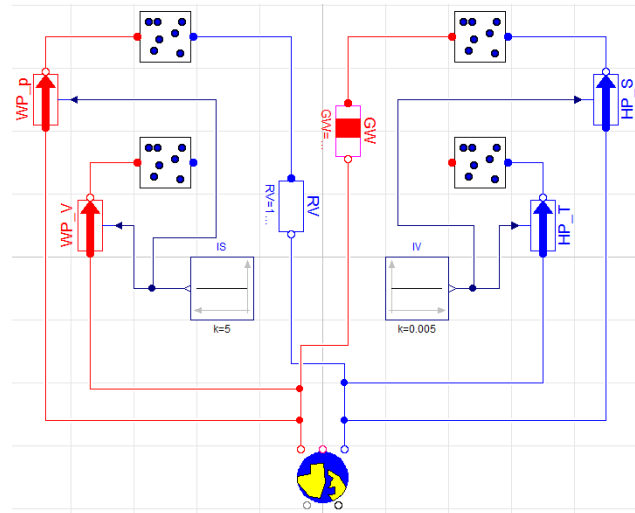 WP_p
HP_S
GW
GW=...
WP_V
RV
RV=1...
HP_T
IS
IV
k=5
k=0.005